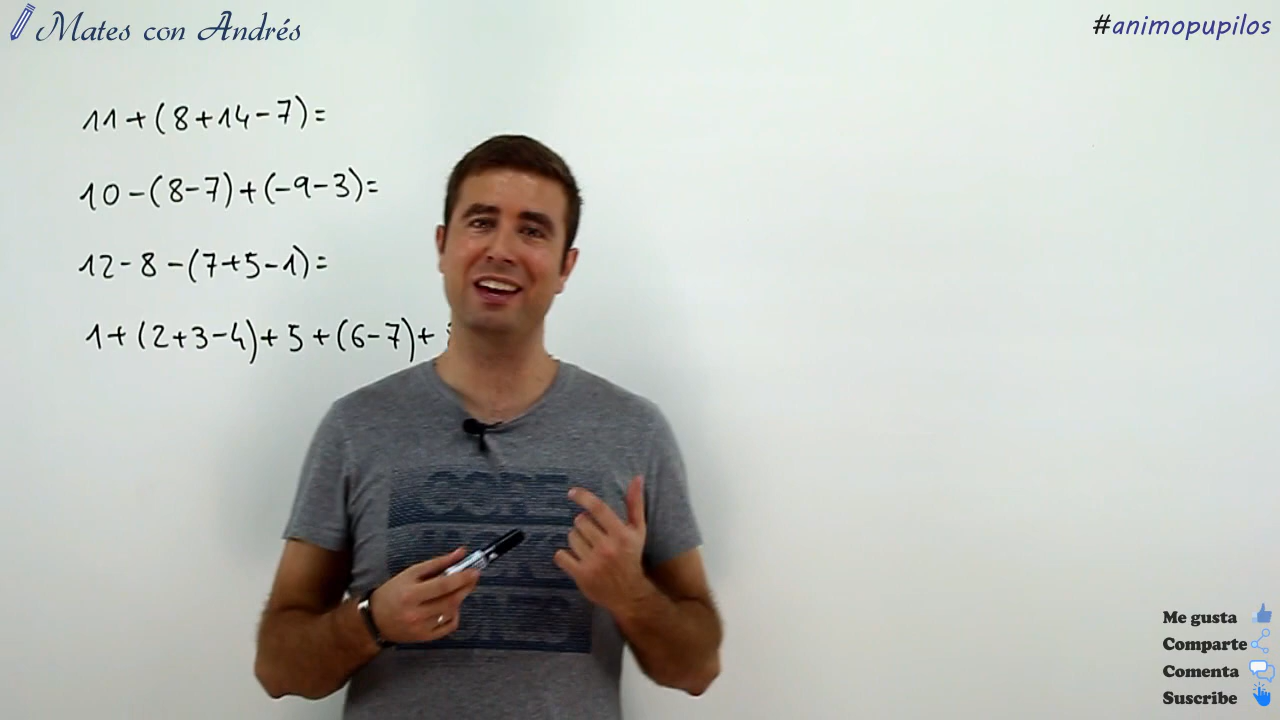 Mates con Andrés
#animopupilos
11+(8+14-7)=
10-(8-7)+(-9-3)=
12-8-(7+5-1)=
1+(2+3-4)+5+(6-7)+
Me gusta
Comparte
Comenta
Suscribe